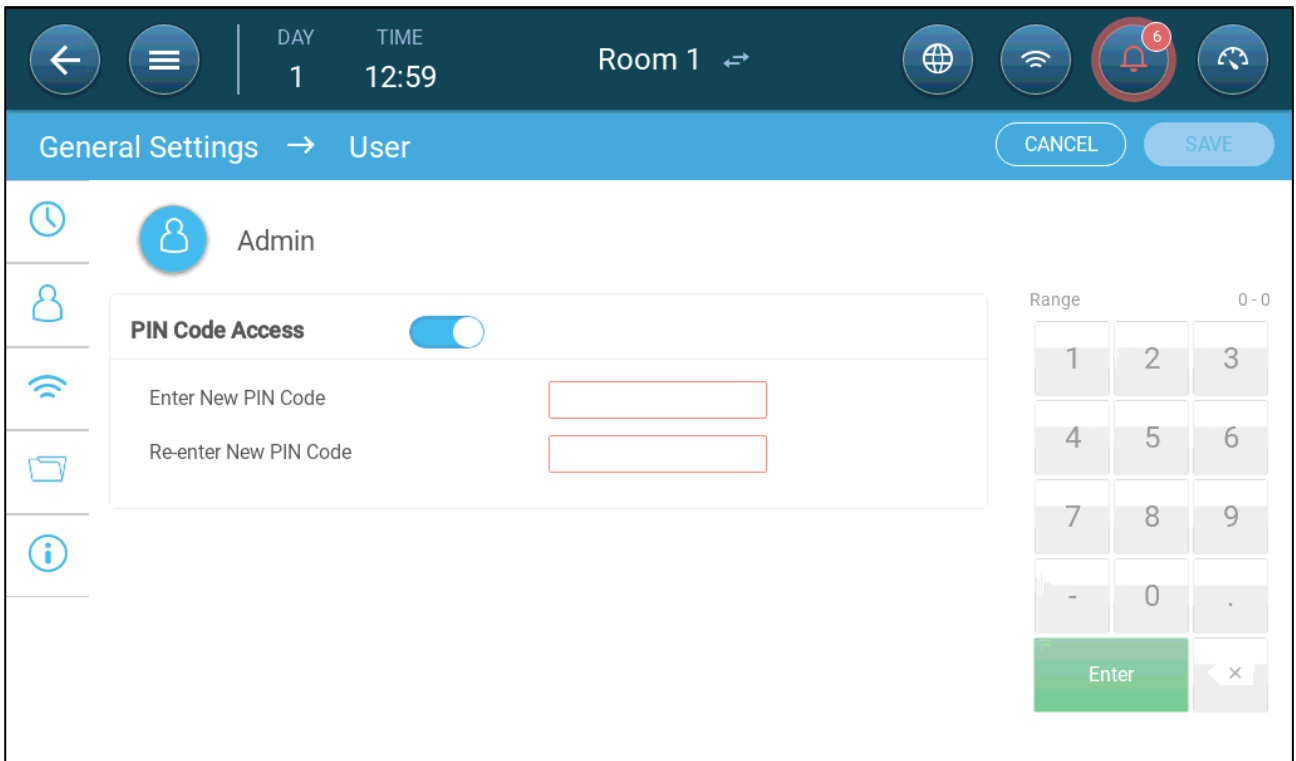 DAY TIME
1 12:59
Room 1
6
General Settings → User
CANCEL
SAVE
Admin
PIN Code Access
Enter New PIN Code
Re-enter New PIN Code
Range 0 - 0
1 2 3
4 5 6
7 8 9
- 0 .
Enter